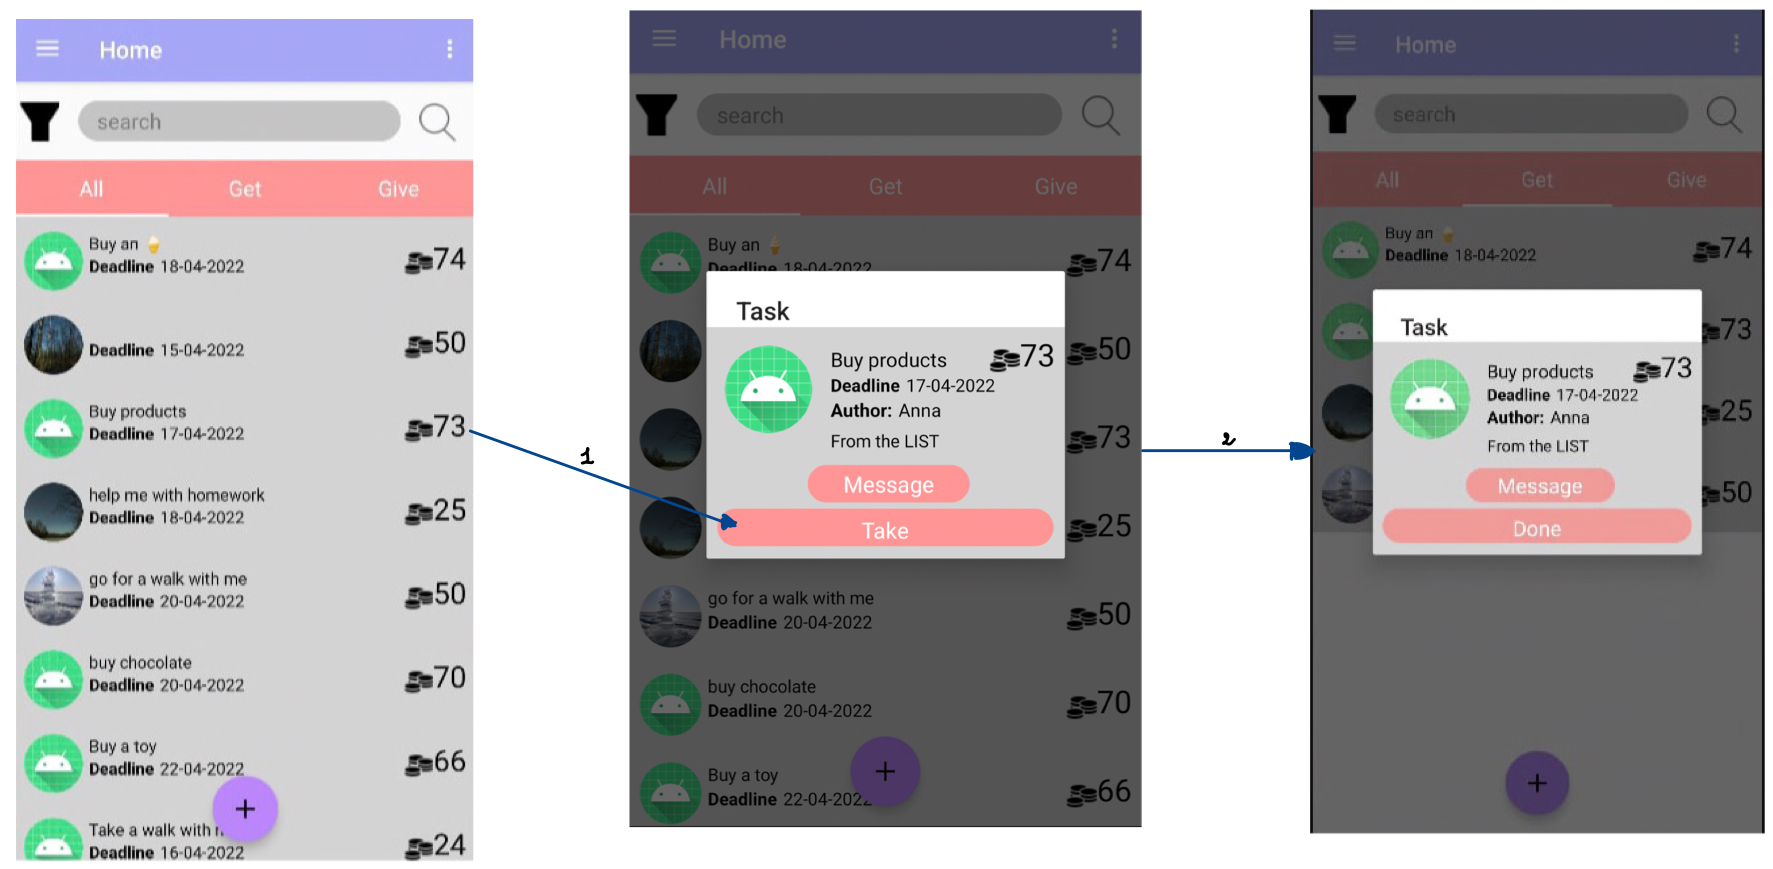 Home
search
All Get Give
Buy an
Deadline 18-04-2022
74
Deadline 15-04-2022
50
Buy products
Deadline 17-04-2022
73
help me with homework
Deadline 18-04-2022
25
go for a walk with me
Deadline 20-04-2022
50
buy chocolate
Deadline 20-04-2022
70
Buy a toy
Deadline 22-04-2022
66
+
Take a walk with
Deadline 16-04-2022
24
1
Home
search
All Get Give
Buy an
Deadline 18-04-2022
74
50
73
25
Task
Buy products
73
Deadline 17-04-2022
Author: Anna
From the LIST
Message
Take
go for a walk with me
Deadline 20-04-2022
50
buy chocolate
Deadline 20-04-2022
70
Buy a toy
Deadline 22-04-2022
66
+
2
Home
search
All Get Give
Buy an
Deadline 18-04-2022
74
73
25
50
Task
Buy products
73
Deadline 17-04-2022
Author: Anna
From the LIST
Message
Done
+